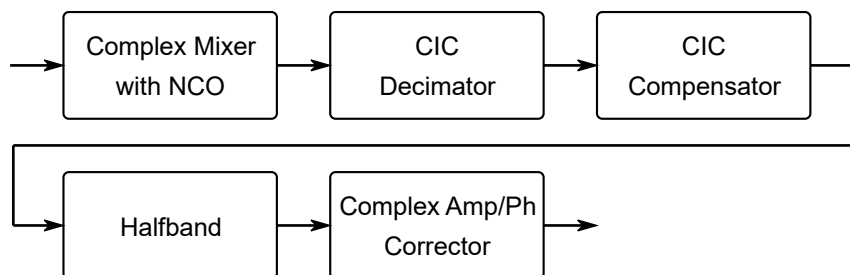 Complex Mixer
with NCO
CIC
Decimator
CIC
Compensator
Halfband
Complex Amp/Ph
Corrector